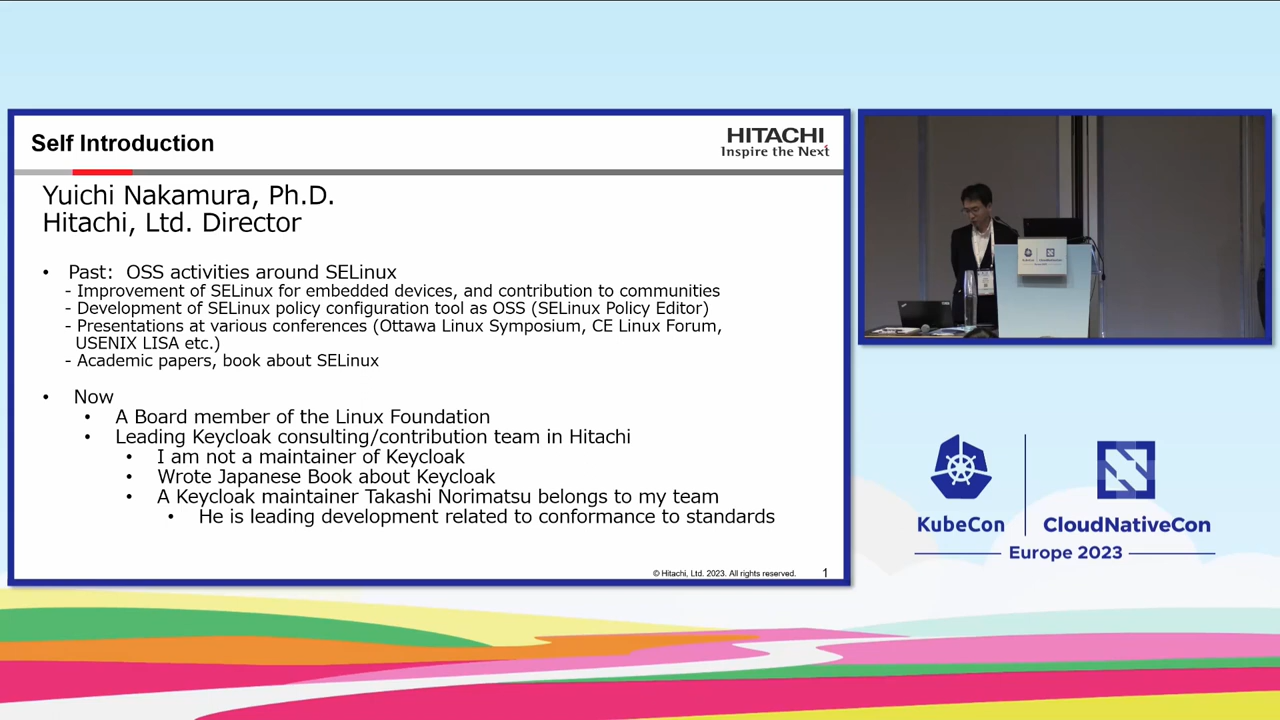 Self Introduction
HITACHI
Inspire the Next
Yuichi Nakamura, Ph.D.
Hitachi, Ltd. Director
• Past: OSS activities around SELinux
- Improvement of SELinux for embedded devices, and contribution to communities
- Development of SELinux policy configuration tool as OSS (SELinux Policy Editor)
- Presentations at various conferences (Ottawa Linux Symposium, CE Linux Forum,
USENIX LISA etc.)
- Academic papers, book about SELinux
• Now
• A Board member of the Linux Foundation
• Leading Keycloak consulting/contribution team in Hitachi
• I am not a maintainer of Keycloak
• Wrote Japanese Book about Keycloak
• A Keycloak maintainer Takashi Norimatsu belongs to my team
• He is leading development related to conformance to standards
© Hitachi, Ltd. 2023. All rights reserved.
1
KubeCon
CloudNativeCon
Europe 2023